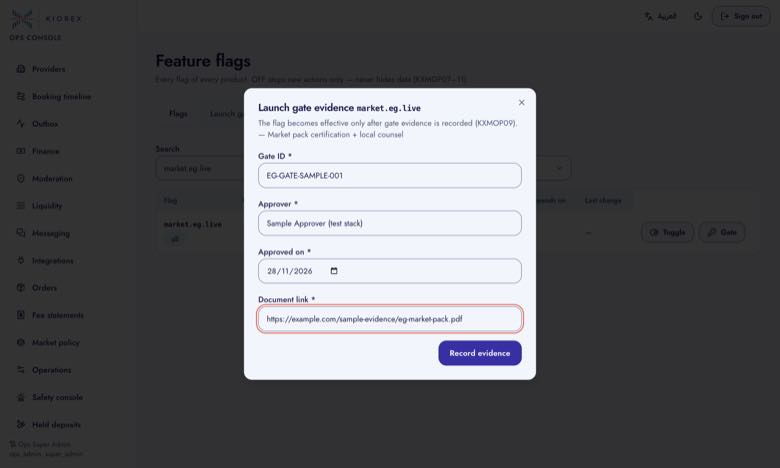 KIOREX
العربية
Sign out
OPS CONSOLE
Providers
Booking timeline
Outbox
Finance
Moderation
Liquidity
Messaging
Integrations
Orders
Fee statements
Market policy
Operations
Safety console
Held deposits
Ops Super Admin
ops_admin, super_admin
Feature flags
Every flag of every product. OFF stops new actions only — never hides data (KXMOP07–11).
Flags
Search
market.eg.live
Flag
Last change
market.eg.live
all
—
Toggle
Gate
Launch gate evidence market.eg.live
The flag becomes effective only after gate evidence is recorded (KXMOP09).
— Market pack certification + local counsel
Gate ID *
EG-GATE-SAMPLE-001
Approver *
Sample Approver (test stack)
Approved on *
28/11/2026
Document link *
https://example.com/sample-evidence/eg-market-pack.pdf
Record evidence